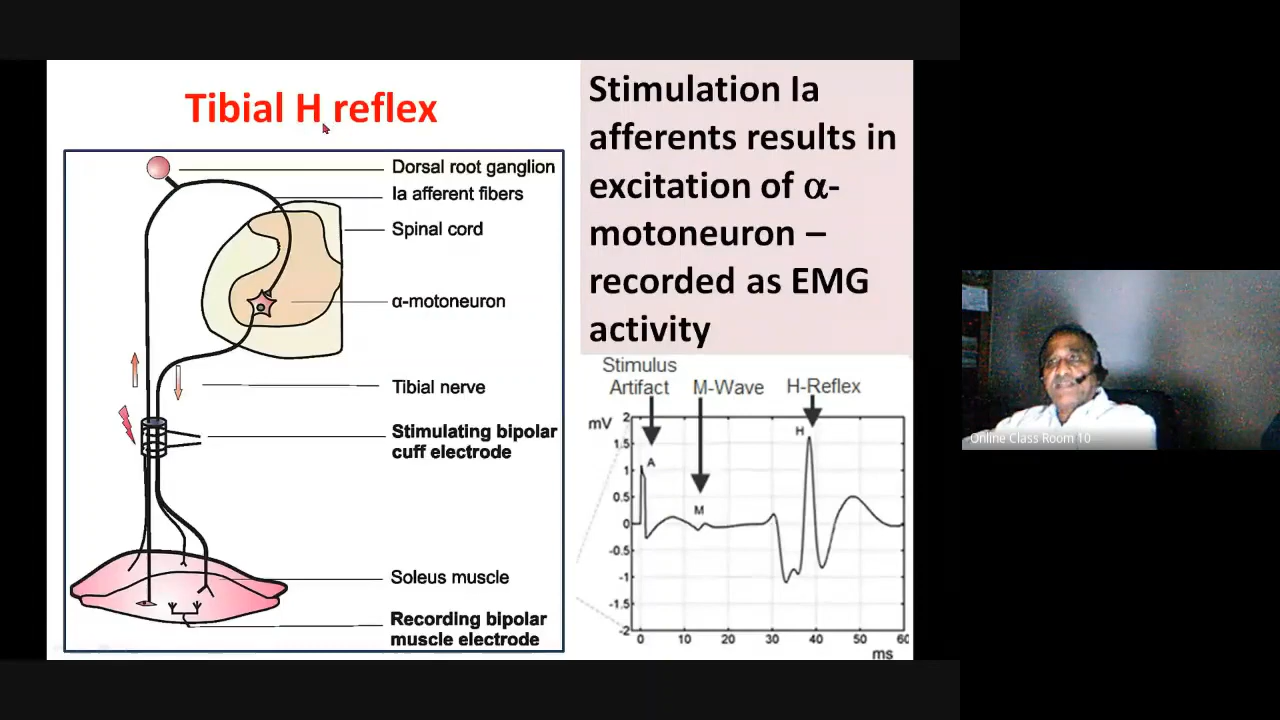 Tibial H reflex
Dorsal root ganglion
Ia afferent fibers
Spinal cord
α-motoneuron
Tibial nerve
Stimulating bipolar
cuff electrode
Soleus muscle
Recording bipolar
muscle electrode
Stimulation Ia
afferents results in
excitation of α-
motoneuron –
recorded as EMG
activity
Stimulus
Artifact M-Wave H-Reflex
mV
2
1.5
1
0.5
0
-0.5
-1
-1.5
-2
A
M
H
0 10 20 30 40 50 60
ms
Online Class Room 10